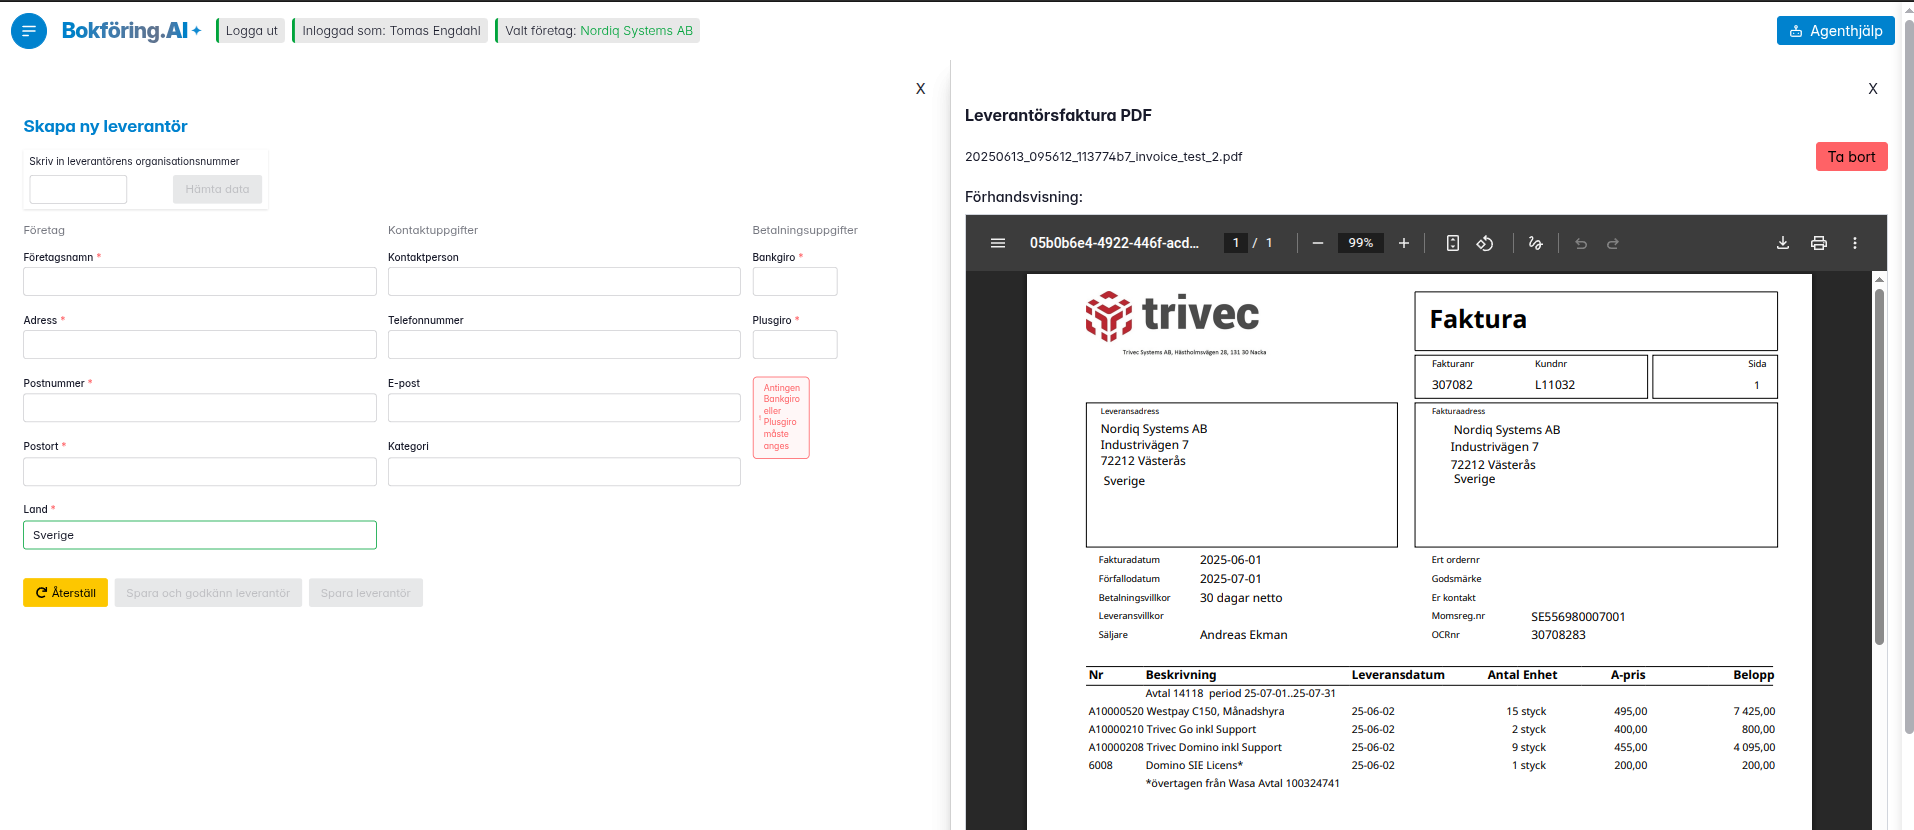 Bokföring.AI
Logga ut
Inloggad som: Tomas Engdahl
Valt företag: Nordiq Systems AB
Agenthjälp
X
Skapa ny leverantör
Skriv in leverantörens organisationsnummer
Hämta data
Företag
Kontaktuppgifter
Betalningsuppgifter
Företagsnamn *
Kontaktperson
Bankgiro *
Adress *
Telefonnummer
Plusgiro *
Postnummer *
E-post
Antingen
Bankgiro
eller
! Plusgiro
måste
anges
Postort *
Kategori
Land *
Sverige
Återställ
Spara och godkänn leverantör
Spara leverantör
X
Leverantörsfaktura PDF
20250613_095612_113774b7_invoice_test_2.pdf
Ta bort
Förhandsvisning:
05b0b6e4-4922-446f-acd...
1 / 1
99%
trivec
Trivec Systems AB, Hästholmsvägen 28, 131 30 Nacka
Faktura
Fakturanr Kundnr Sida
307082 L11032 1
Leveransadress
Nordiq Systems AB
Industrivägen 7
72212 Västerås
Sverige
Fakturaadress
Nordiq Systems AB
Industrivägen 7
72212 Västerås
Sverige
Fakturadatum 2025-06-01
Förfallodatum 2025-07-01
Betalningsvillkor 30 dagar netto
Leveransvillkor
Säljare Andreas Ekman
Ert ordernr
Godsmärke
Er kontakt
Momsreg.nr SE556980007001
OCRnr 30708283
Nr Beskrivning Leveransdatum Antal Enhet A-pris Belopp
Avtal 14118 period 25-07-01..25-07-31
A10000520 Westpay C150, Månadshyra 25-06-02 15 styck 495,00 7 425,00
A10000210 Trivec Go inkl Support 25-06-02 2 styck 400,00 800,00
A10000208 Trivec Domino inkl Support 25-06-02 9 styck 455,00 4 095,00
6008 Domino SIE Licens* 25-06-02 1 styck 200,00 200,00
*övertagen från Wasa Avtal 100324741